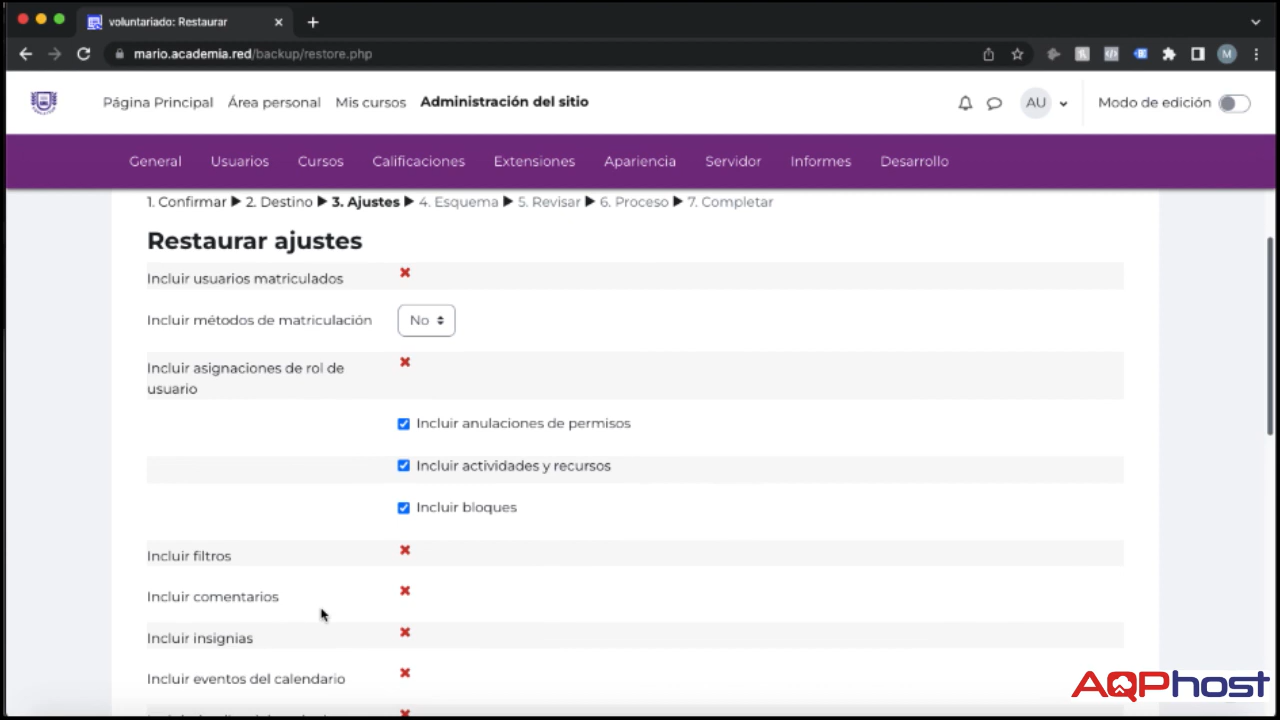 voluntariado: Restaurar
mario.academia.red/backup/restore.php
M
Página Principal Área personal Mis cursos Administración del sitio AU Modo de edición
General Usuarios Cursos Calificaciones Extensiones Apariencia Servidor Informes Desarrollo
1. Confirmar ▶ 2. Destino ▶ 3. Ajustes ▶ 4. Esquema ▶ 5. Revisar ▶ 6. Proceso ▶ 7. Completar
Restaurar ajustes
Incluir usuarios matriculados
Incluir métodos de matriculación No
Incluir asignaciones de rol de
usuario
Incluir anulaciones de permisos
Incluir actividades y recursos
Incluir bloques
Incluir filtros
Incluir comentarios
Incluir insignias
Incluir eventos del calendario
AQPhost